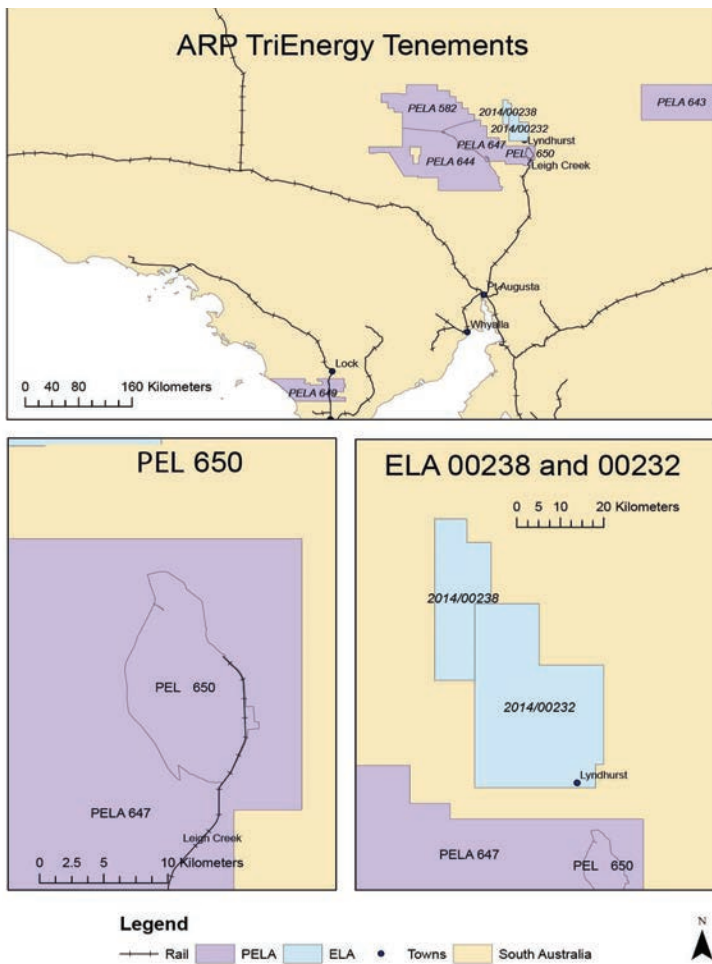 ARP TriEnergy Tenements
PELA 582
2014/00238
2014/00232
PELA 643
Lyndhurst
PELA 647
PEL 650
PELA 644
Leigh Creek
Pt Augusta
Whyalla
Lock
PELA 649
0 40 80 160 Kilometers
PEL 650
PEL 650
PELA 647
Leigh Creek
0 2.5 5 10 Kilometers
ELA 00238 and 00232
0 5 10 20 Kilometers
2014/00238
2014/00232
Lyndhurst
PELA 647
PEL 650
Legend
Rail PELA ELA Towns South Australia
N